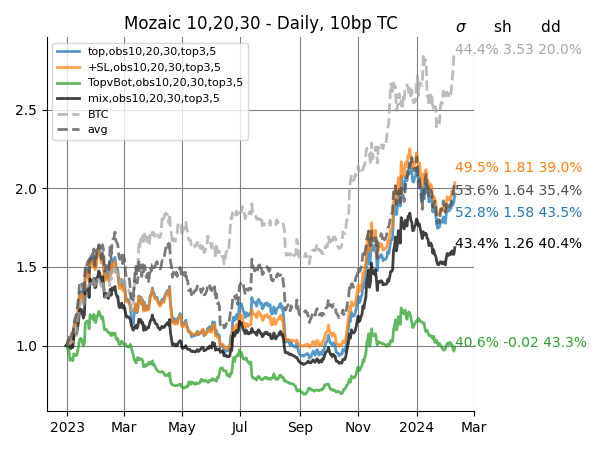 Mozaic 10,20,30 - Daily, 10bp TC
σ sh dd
top,obs10,20,30,top3,5
+SL,obs10,20,30,top3,5
TopvBot,obs10,20,30,top3,5
mix,obs10,20,30,top3,5
BTC
avg
44.4% 3.53 20.0%
49.5% 1.81 39.0%
53.6% 1.64 35.4%
52.8% 1.58 43.5%
43.4% 1.26 40.4%
40.6% -0.02 43.3%
2.5
2.0
1.5
1.0
2023 Mar May Jul Sep Nov 2024 Mar